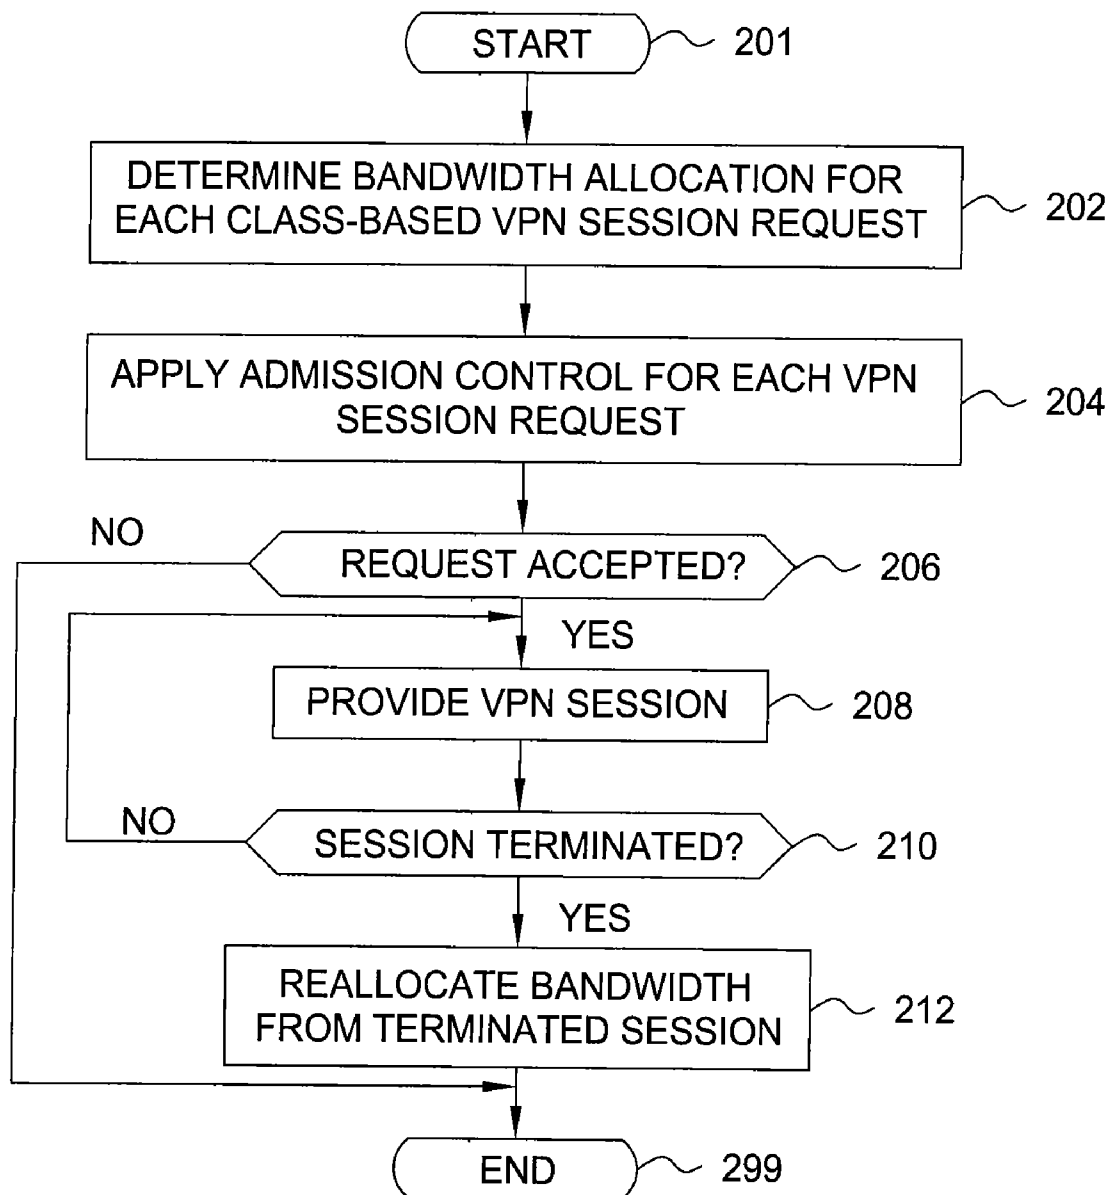 START
201
DETERMINE BANDWIDTH ALLOCATION FOR
EACH CLASS-BASED VPN SESSION REQUEST
202
APPLY ADMISSION CONTROL FOR EACH VPN
SESSION REQUEST
204
NO
REQUEST ACCEPTED?
206
YES
PROVIDE VPN SESSION
208
NO
SESSION TERMINATED?
210
YES
REALLOCATE BANDWIDTH
FROM TERMINATED SESSION
212
END
299